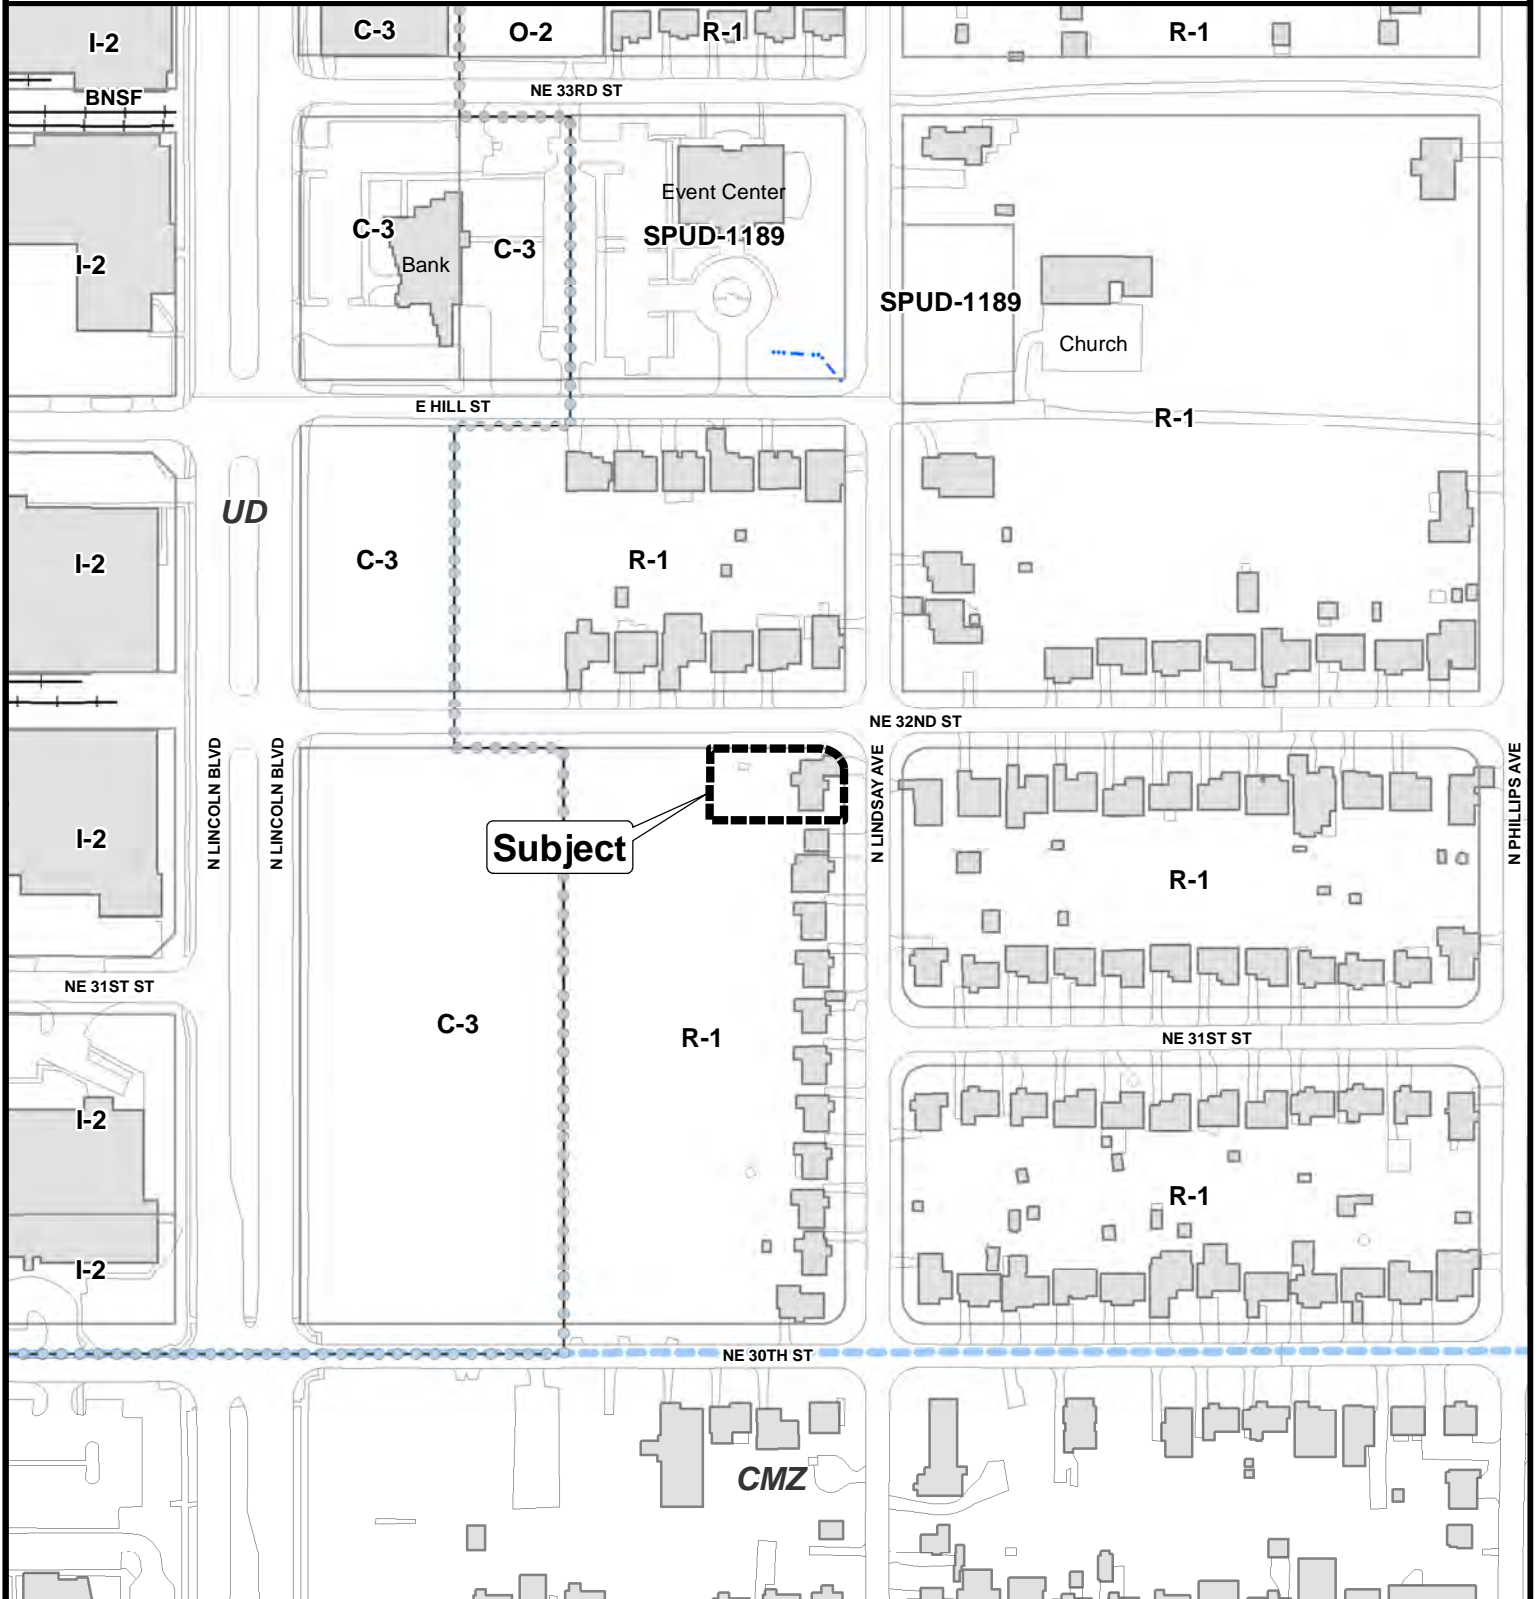 I-2
C-3
O-2
R-1
R-1
NE 33RD ST
BNSF
Event Center
C-3
C-3
SPUD-1189
Bank
I-2
SPUD-1189
Church
E HILL ST
R-1
UD
I-2
C-3
R-1
NE 32ND ST
N LINCOLN BLVD
N LINCOLN BLVD
N LINDSAY AVE
N PHILLIPS AVE
I-2
Subject
R-1
NE 31ST ST
C-3
R-1
NE 31ST ST
I-2
R-1
I-2
NE 30TH ST
CMZ